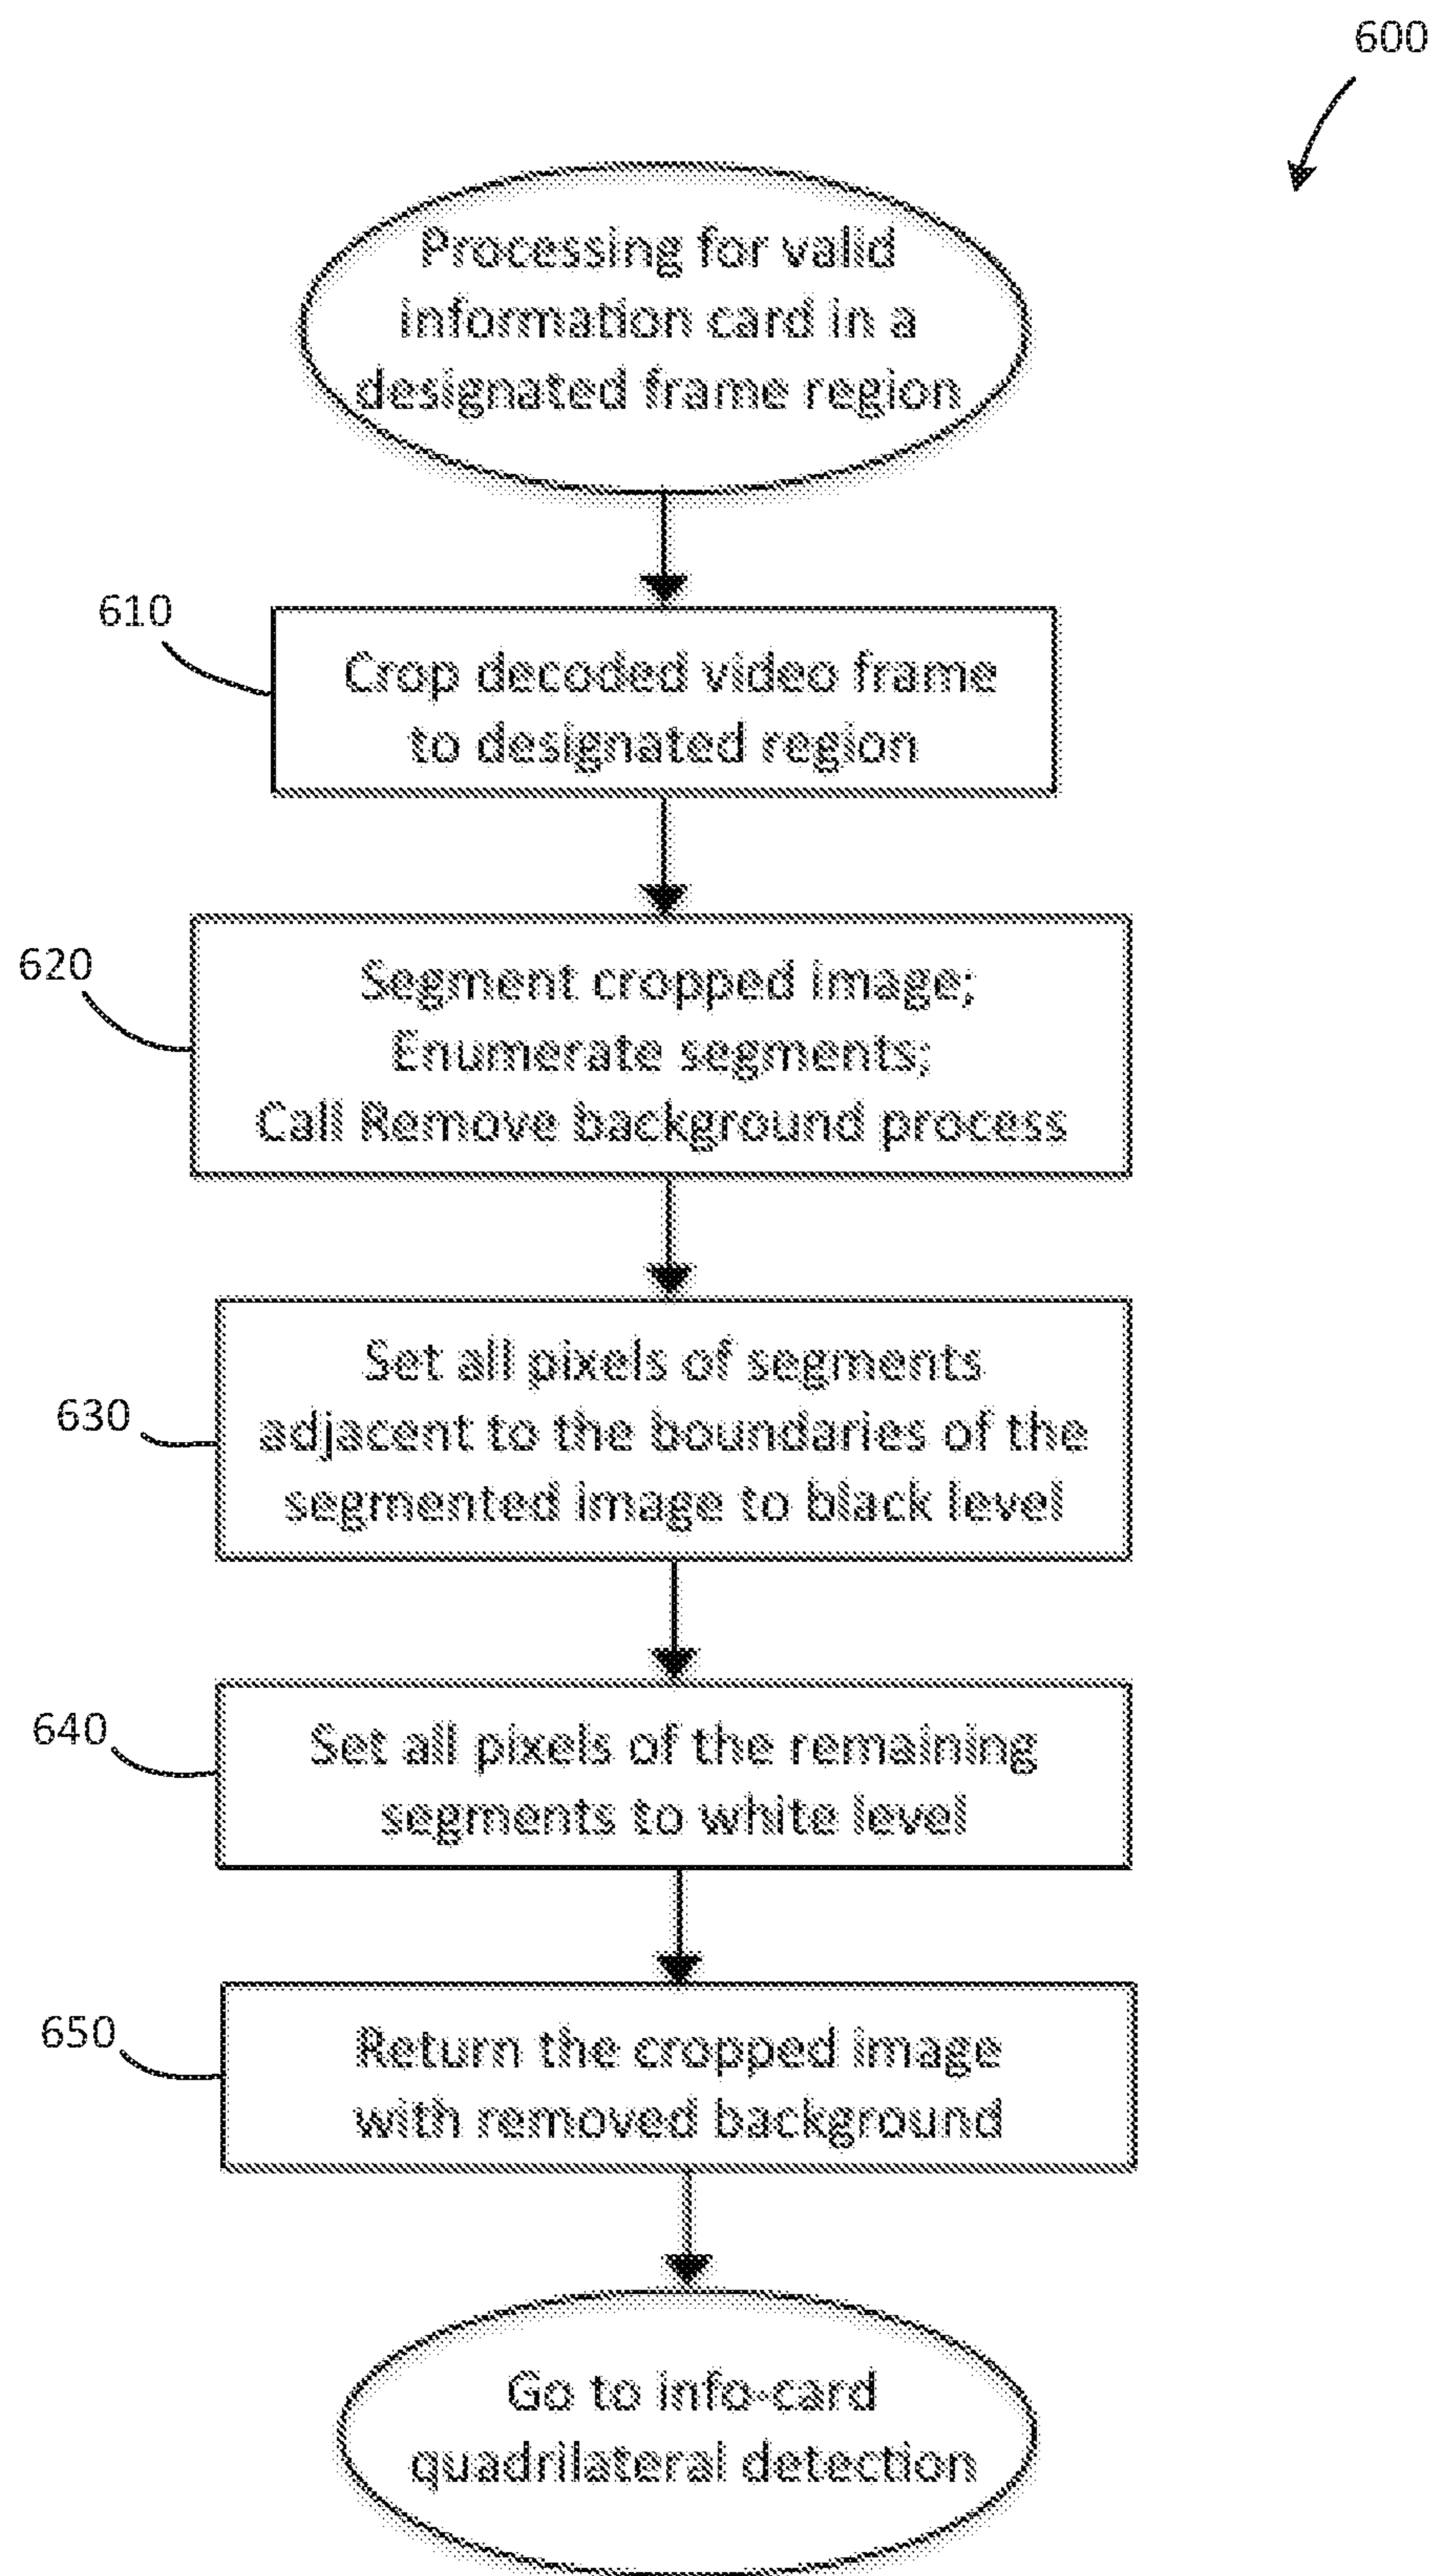 600
Processing for valid
information card in a
designated frame region
610
Crop decoded video frame
to designated region
620
Segment cropped image;
Enumerate segments;
Call Remove background process
630
Set all pixels of segments
adjacent to the boundaries of the
segmented image to black level
640
Set all pixels of the remaining
segments to white level
650
Return the cropped image
with removed background
Go to info-card
quadrilateral detection